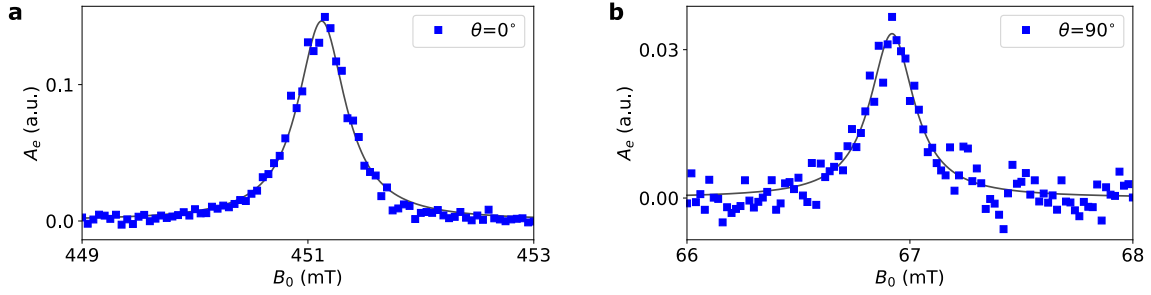 a
θ=0°
0.1
0.0
A_e (a.u.)
449
451
453
B_0 (mT)
b
θ=90°
0.03
0.00
A_e (a.u.)
66
67
68
B_0 (mT)